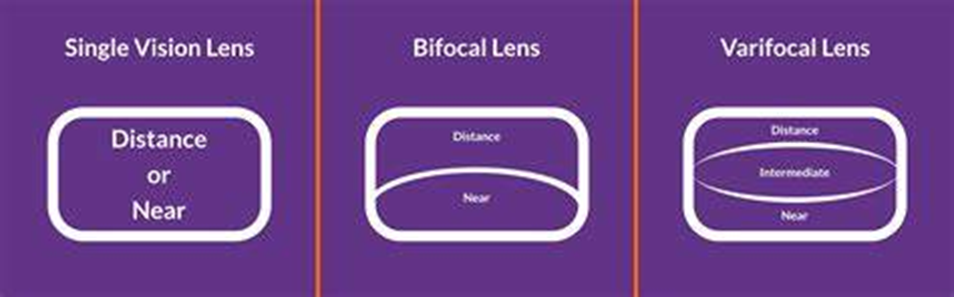 Single Vision Lens
Distance
or
Near
Bifocal Lens
Distance
Near
Varifocal Lens
Distance
Intermediate
Near